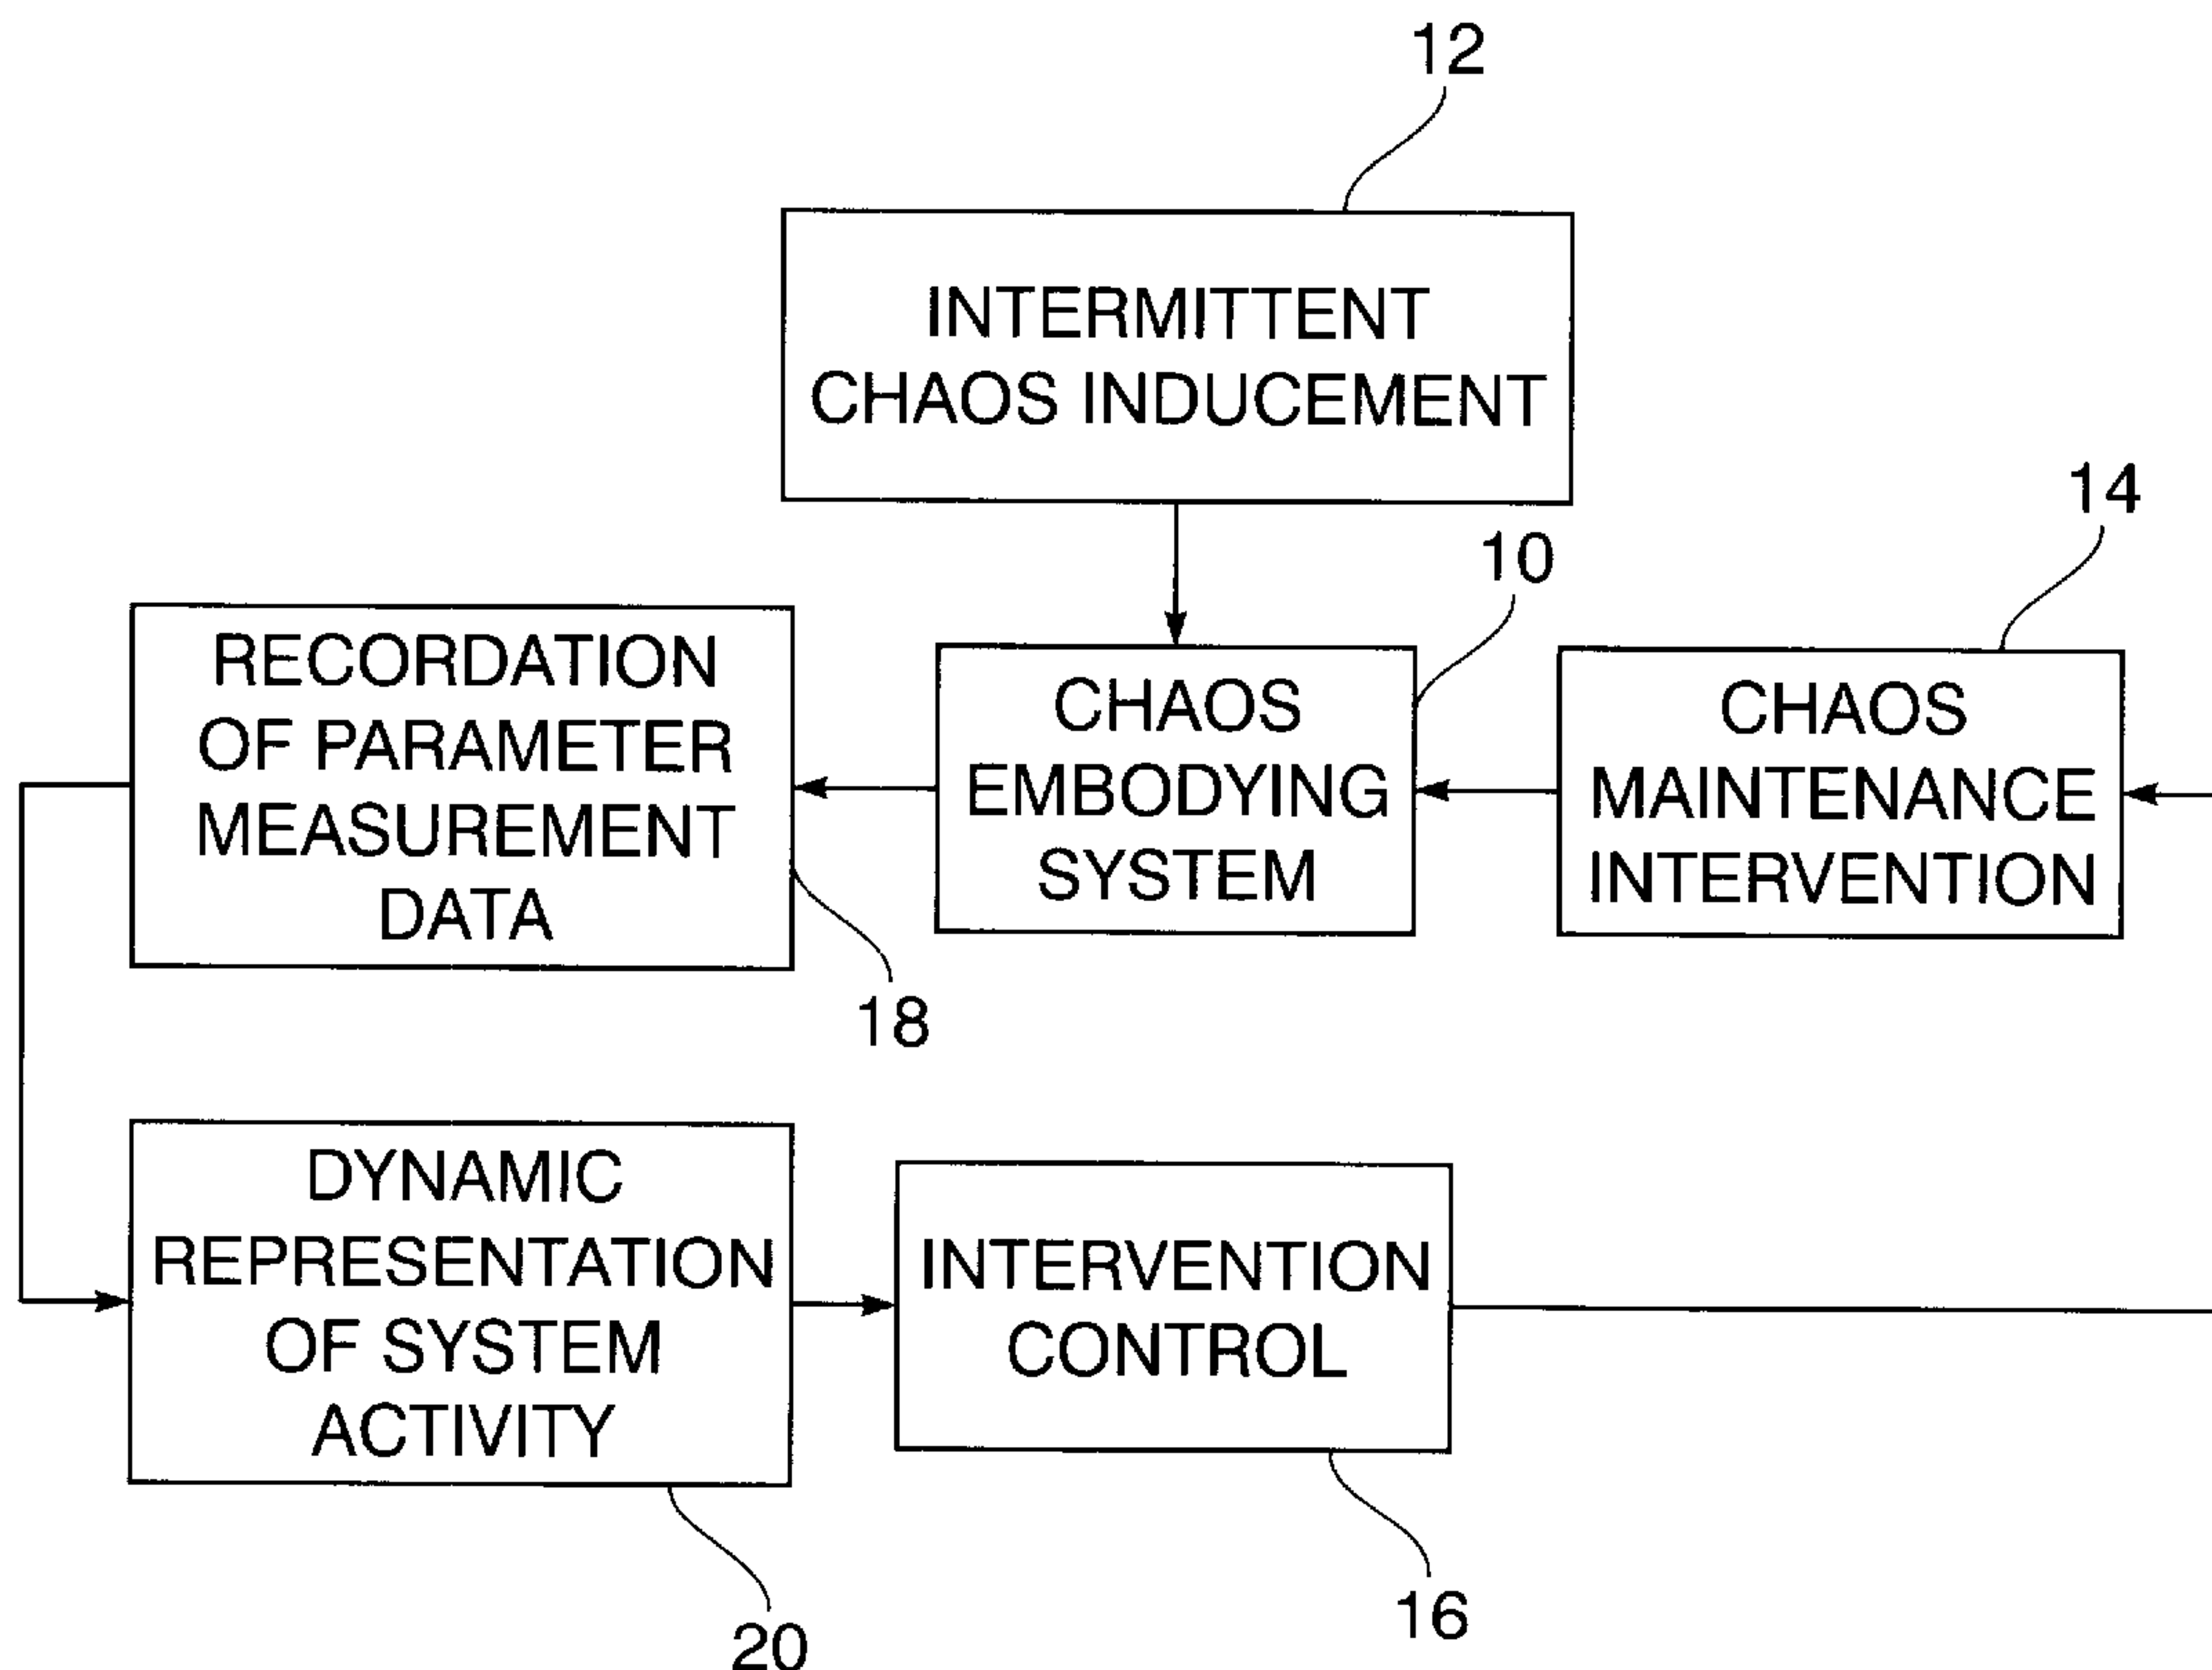 12
INTERMITTENT
CHAOS INDUCEMENT
14
10
RECORDATION
OF PARAMETER
MEASUREMENT
DATA
CHAOS
EMBODYING
SYSTEM
CHAOS
MAINTENANCE
INTERVENTION
18
DYNAMIC
REPRESENTATION
OF SYSTEM
ACTIVITY
INTERVENTION
CONTROL
16
20